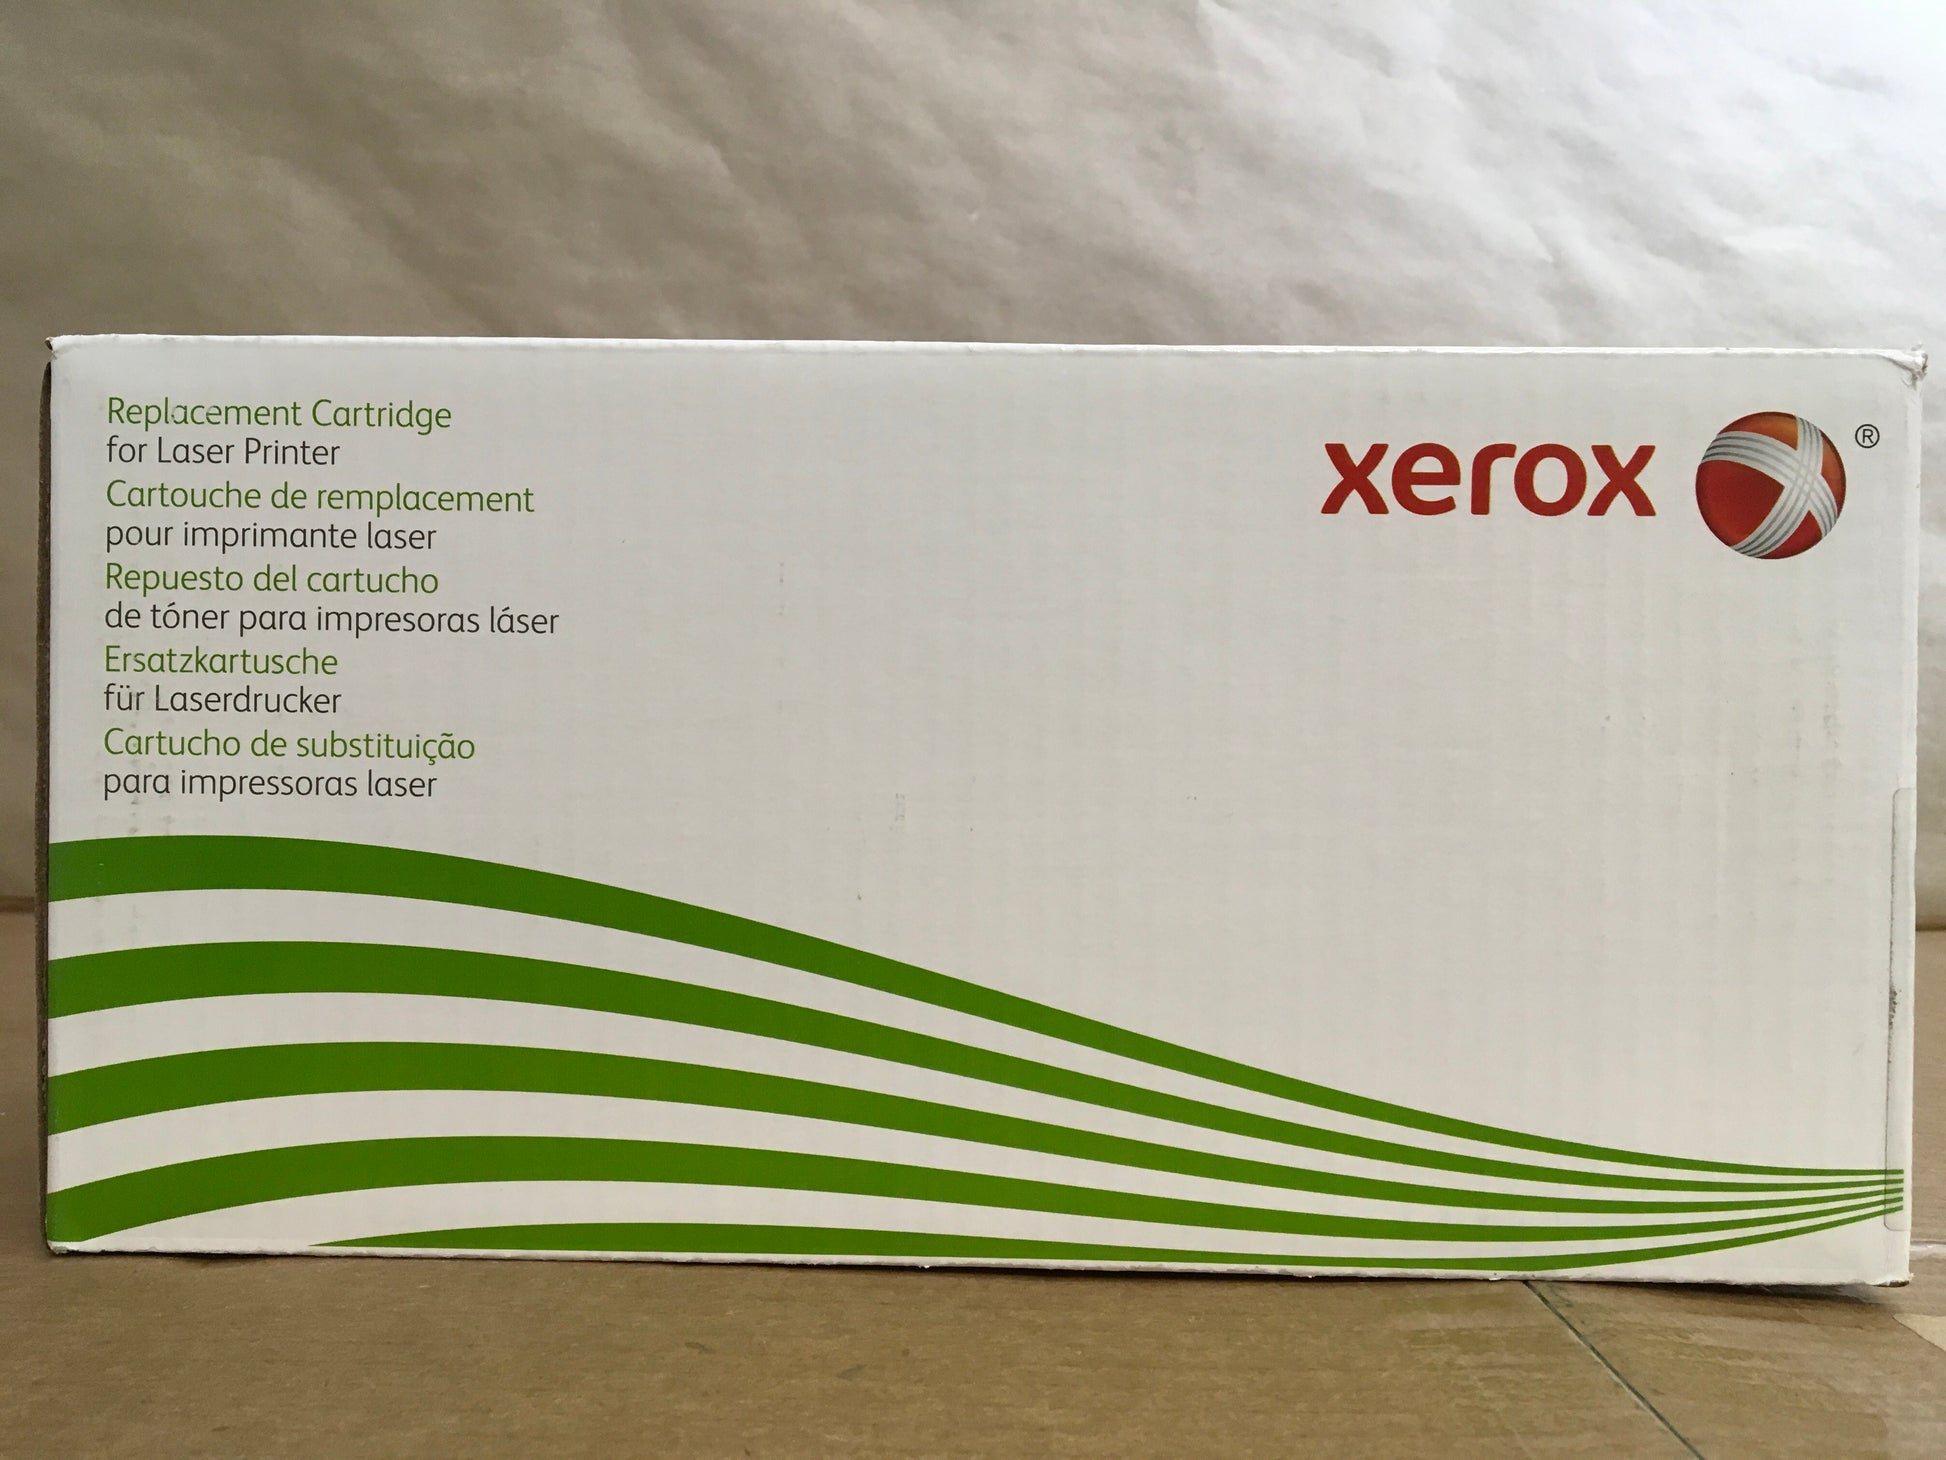 Replacement Cartridge
for Laser Printer
Cartouche de remplacement
pour imprimante laser
Repuesto del cartucho
de tóner para impresoras láser
Ersatzkartusche
für Laserdrucker
Cartucho de substituição
para impressoras laser
xerox ®